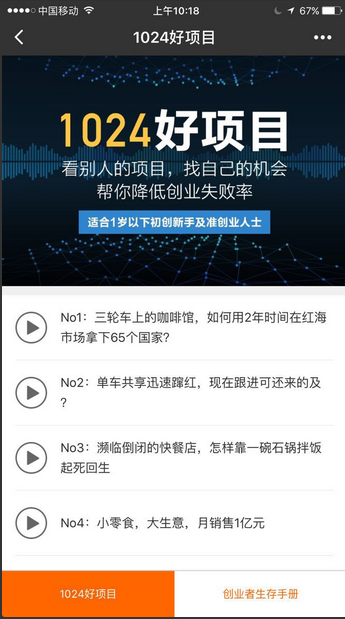 中国移动
上午10:18
67%
1024好项目
1024好项目
看别人的项目，找自己的机会
帮你降低创业失败率
适合1岁以下初创新手及准创业人士
No1：三轮车上的咖啡馆，如何用2年时间在红海
市场拿下65个国家?
No2：单车共享迅速蹿红，现在跟进可还来的及
?
No3：濒临倒闭的快餐店，怎样靠一碗石锅拌饭
起死回生
No4：小零食，大生意，月销售1亿元
1024好项目
创业者生存手册